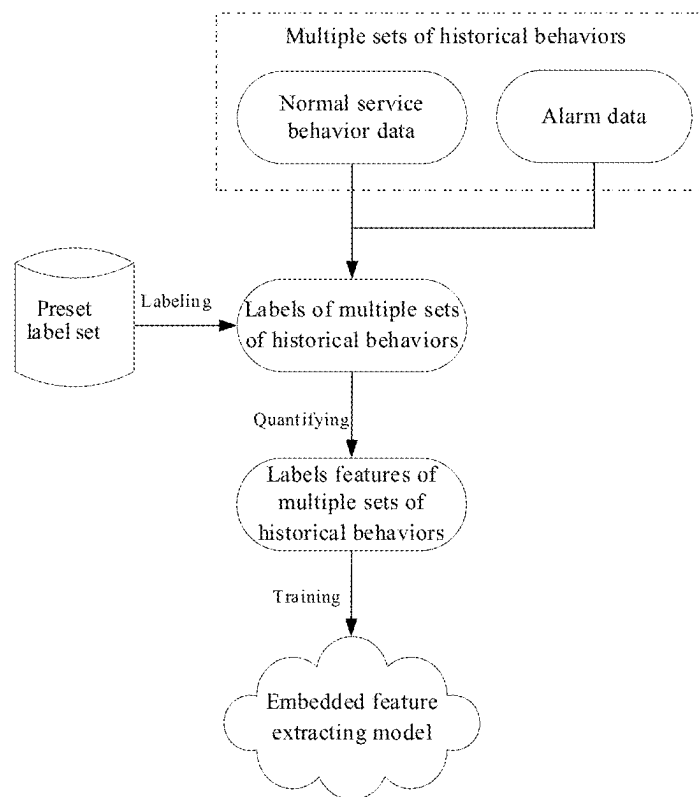 Multiple sets of historical behaviors
Normal service
behavior data
Alarm data
Preset
label set
Labeling
Labels of multiple sets
of historical behaviors
Quantifying
Labels features of
multiple sets of
historical behaviors
Training
Embedded feature
extracting model